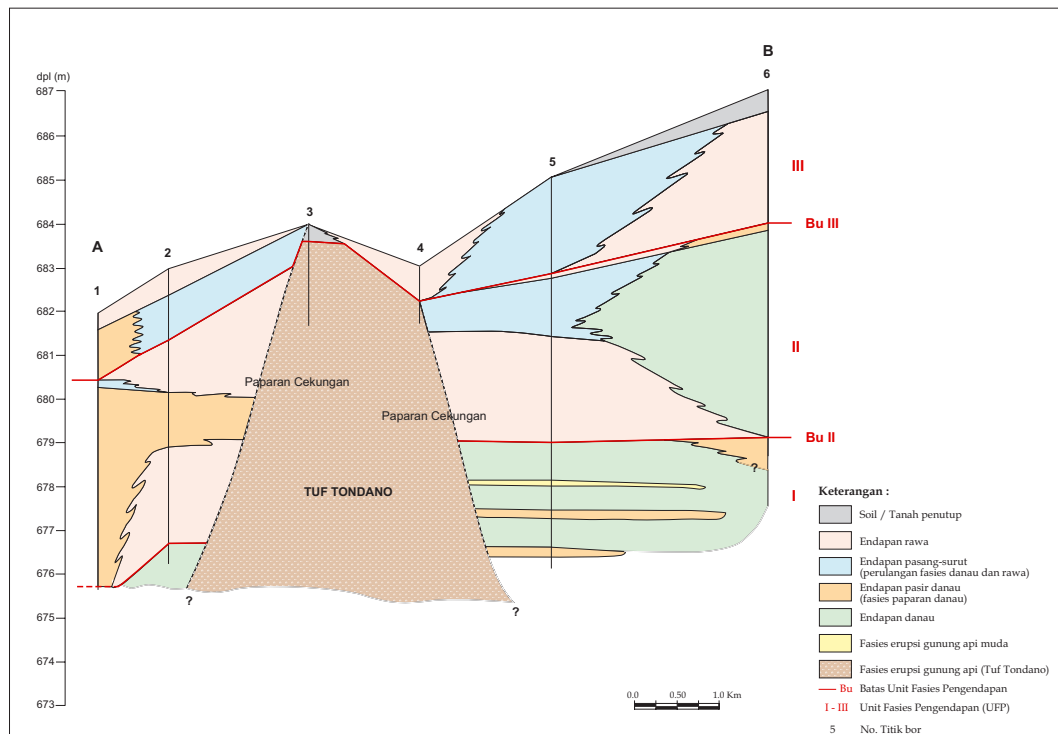 B
6
dpl (m)
687
686
685
684
683
682
681
680
679
678
677
676
675
674
673
A
1
2
3
4
5
III
Bu III
II
Bu II
I
Paparan Cekungan
Paparan Cekungan
TUF TONDANO
?
?
?
0.0 0.50 1.0 Km
Keterangan :
Soil / Tanah penutup
Endapan rawa
Endapan pasang-surut
(perulangan fasies danau dan rawa)
Endapan pasir danau
(fasies paparan danau)
Endapan danau
Fasies erupsi gunung api muda
Fasies erupsi gunung api (Tuf Tondano)
Bu Batas Unit Fasies Pengendapan
I - III Unit Fasies Pengendapan (UFP)
5 No. Titik bor